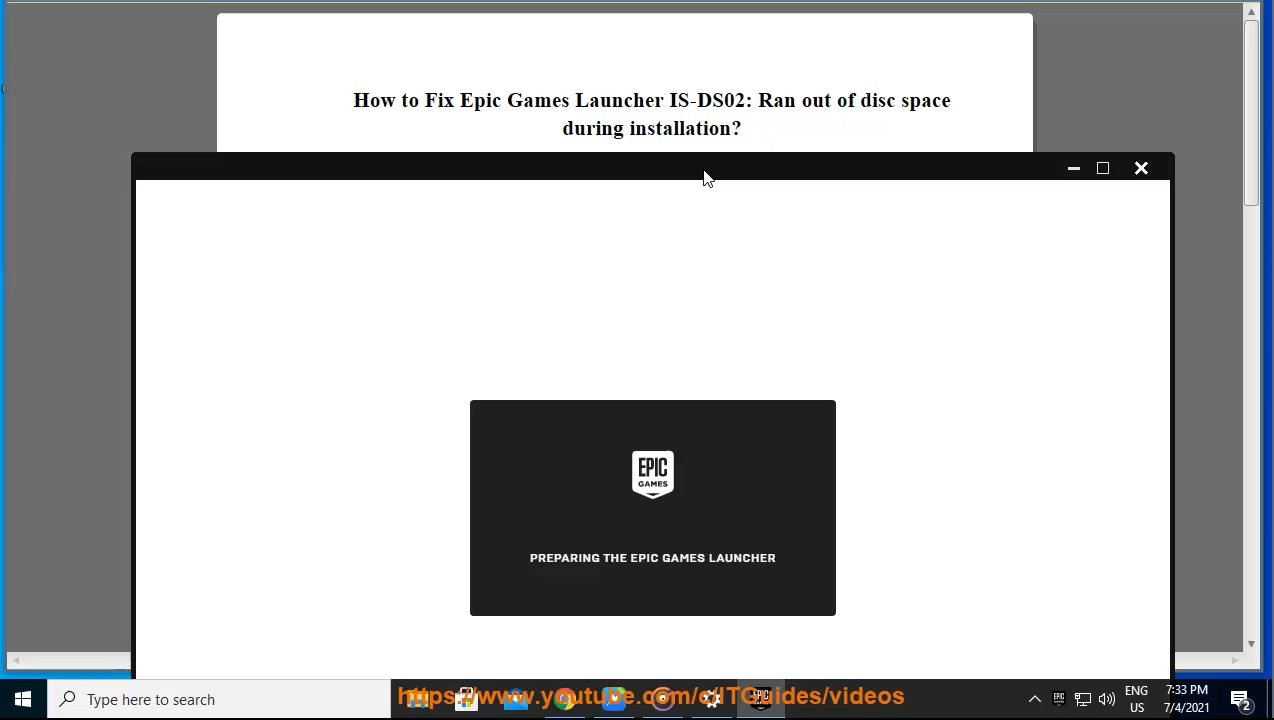 How to Fix Epic Games Launcher IS-DS02: Ran out of disc space
during installation?
EPIC
GAMES
PREPARING THE EPIC GAMES LAUNCHER
Type here to search
https://www.youtube.com/c/ITGuides/videos
EPIC
ENG
US
7:33 PM
7/4/2021
2